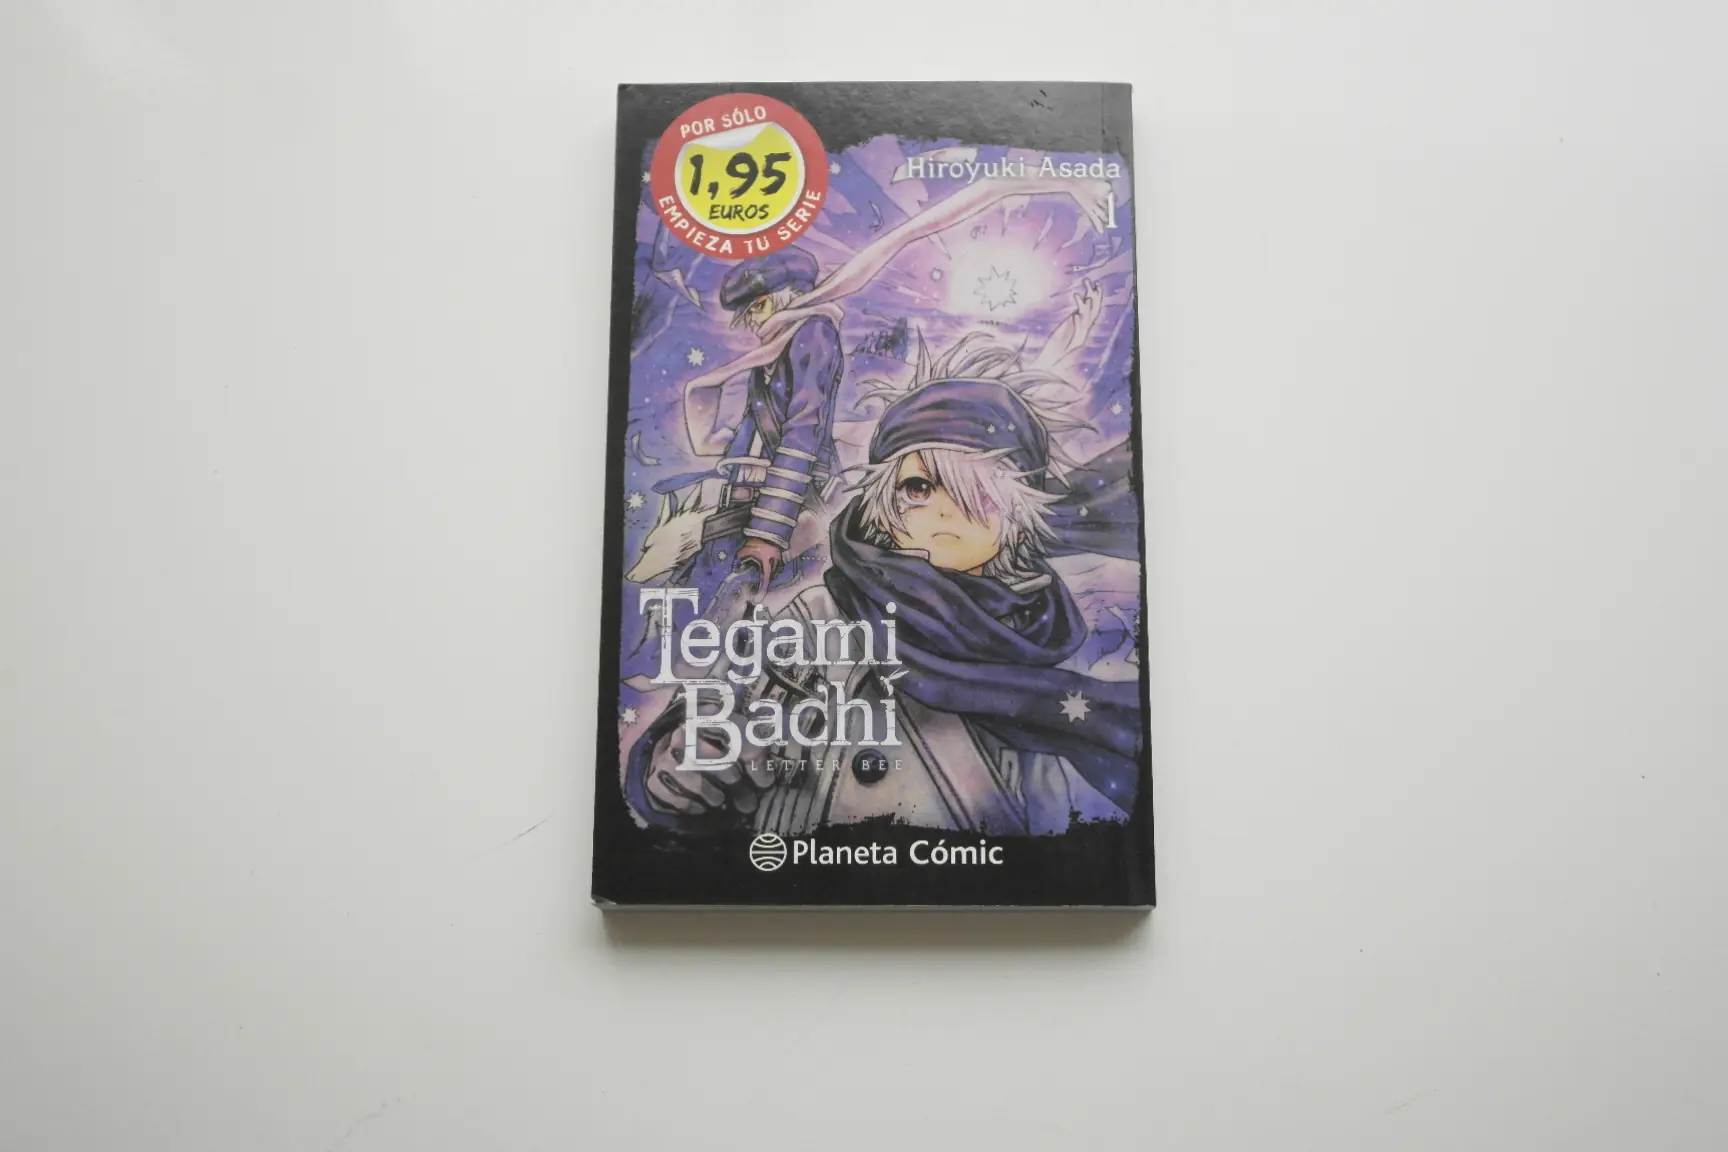 POR SÓLO
1,95
EUROS
EMPIEZA TU SERIE
Hiroyuki Asada
1
Tegami
Bachi
LETTER BEE
Planeta Cómic